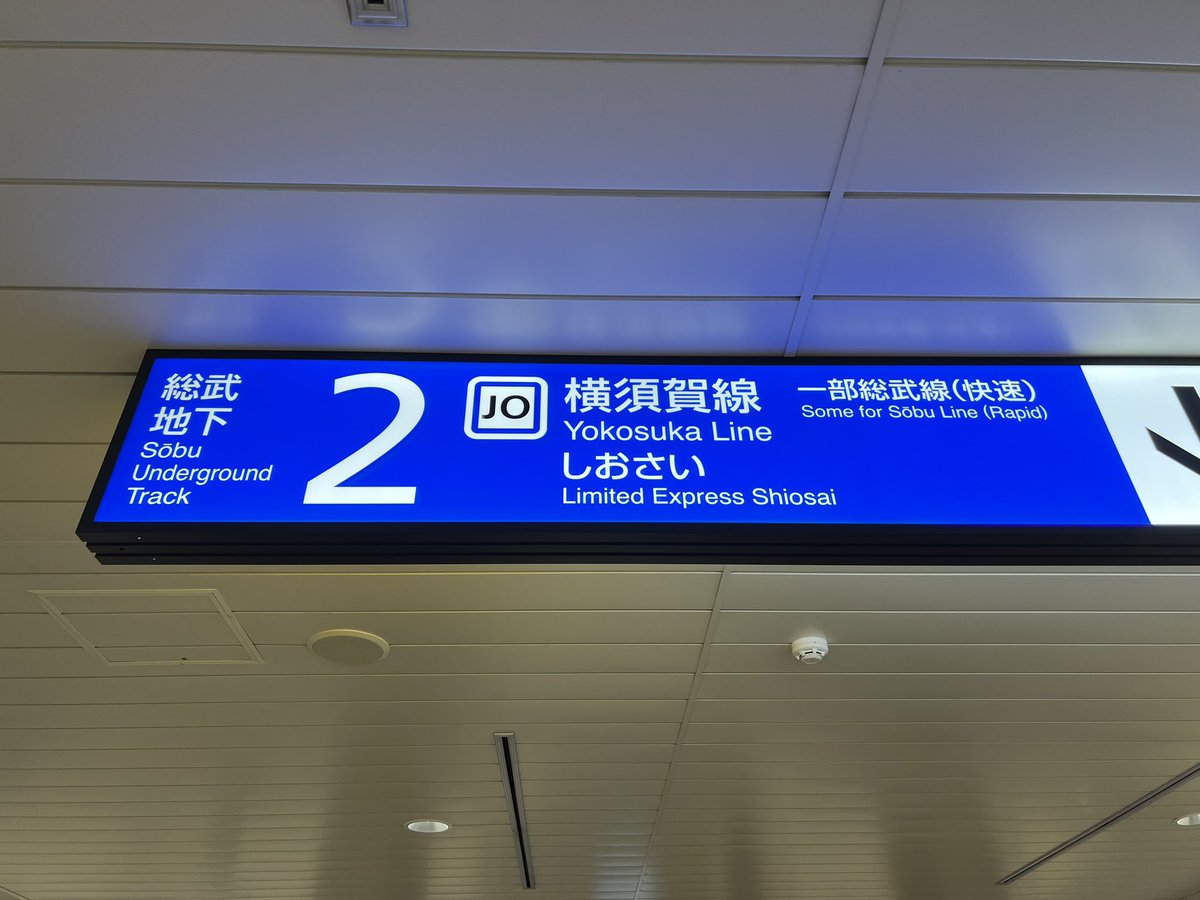 総武
地下
Sōbu
Underground
Track
2
JO
横須賀線
Yokosuka Line
しおさい
Limited Express Shiosai
一部総武線(快速)
Some for Sōbu Line (Rapid)